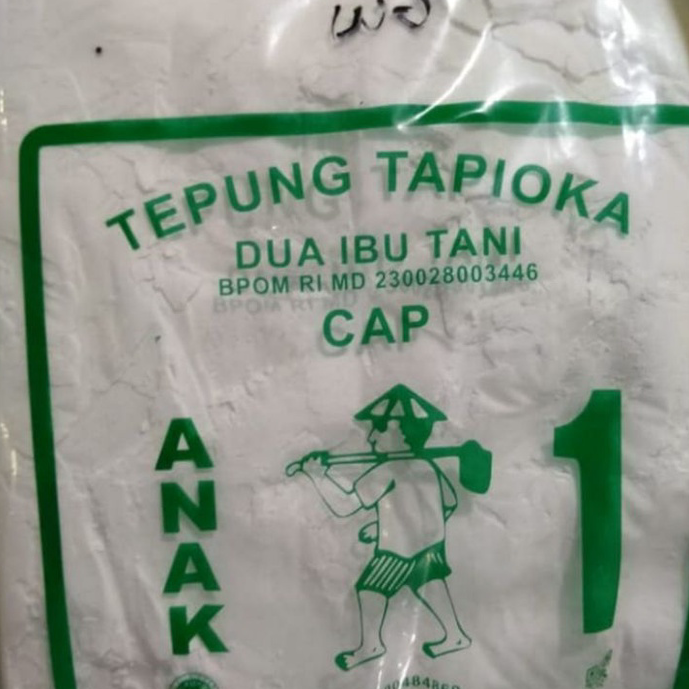 TEPUNG TAPIOKA
DUA IBU TANI
BPOM RI MD 230028003446
CAP
ANAK
1